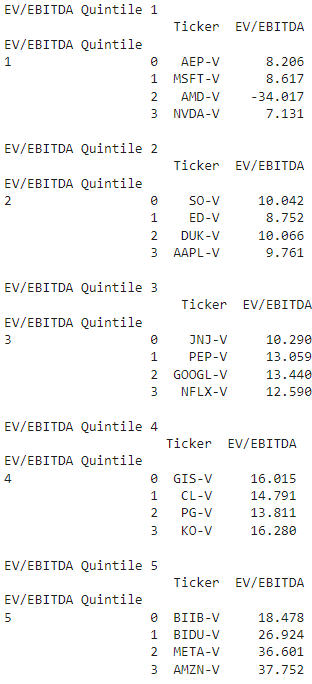 EV/EBITDA Quintile 1
Ticker EV/EBITDA
EV/EBITDA Quintile
1 0 AEP-V 8.206
1 MSFT-V 8.617
2 AMD-V -34.017
3 NVDA-V 7.131
EV/EBITDA Quintile 2
Ticker EV/EBITDA
EV/EBITDA Quintile
2 0 SO-V 10.042
1 ED-V 8.752
2 DUK-V 10.066
3 AAPL-V 9.761
EV/EBITDA Quintile 3
Ticker EV/EBITDA
EV/EBITDA Quintile
3 0 JNJ-V 10.290
1 PEP-V 13.059
2 GOOGL-V 13.440
3 NFLX-V 12.590
EV/EBITDA Quintile 4
Ticker EV/EBITDA
EV/EBITDA Quintile
4 0 GIS-V 16.015
1 CL-V 14.791
2 PG-V 13.811
3 KO-V 16.280
EV/EBITDA Quintile 5
Ticker EV/EBITDA
EV/EBITDA Quintile
5 0 BIIB-V 18.478
1 BIDU-V 26.924
2 META-V 36.601
3 AMZN-V 37.752